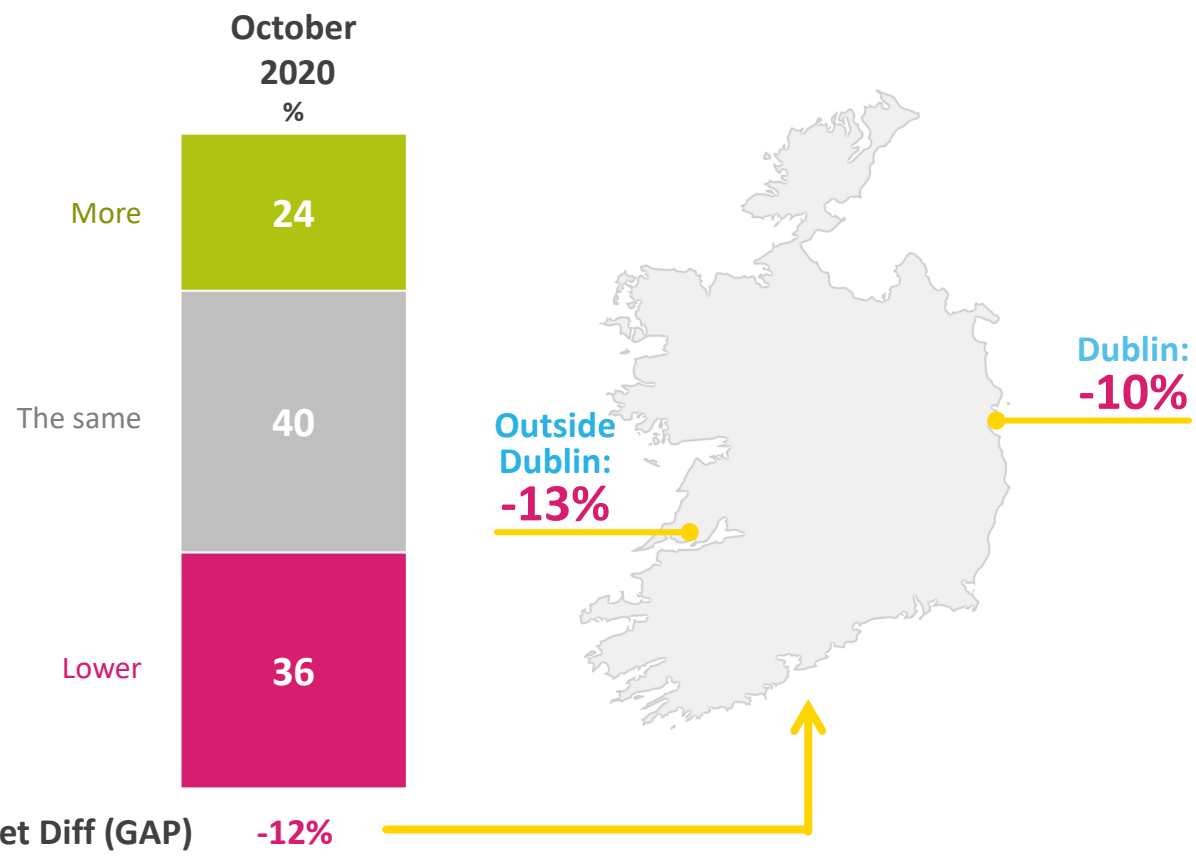 October
2020
%
More
24
The same
40
Lower
36
et Diff (GAP) -12%
Outside
Dublin:
-13%
Dublin:
-10%